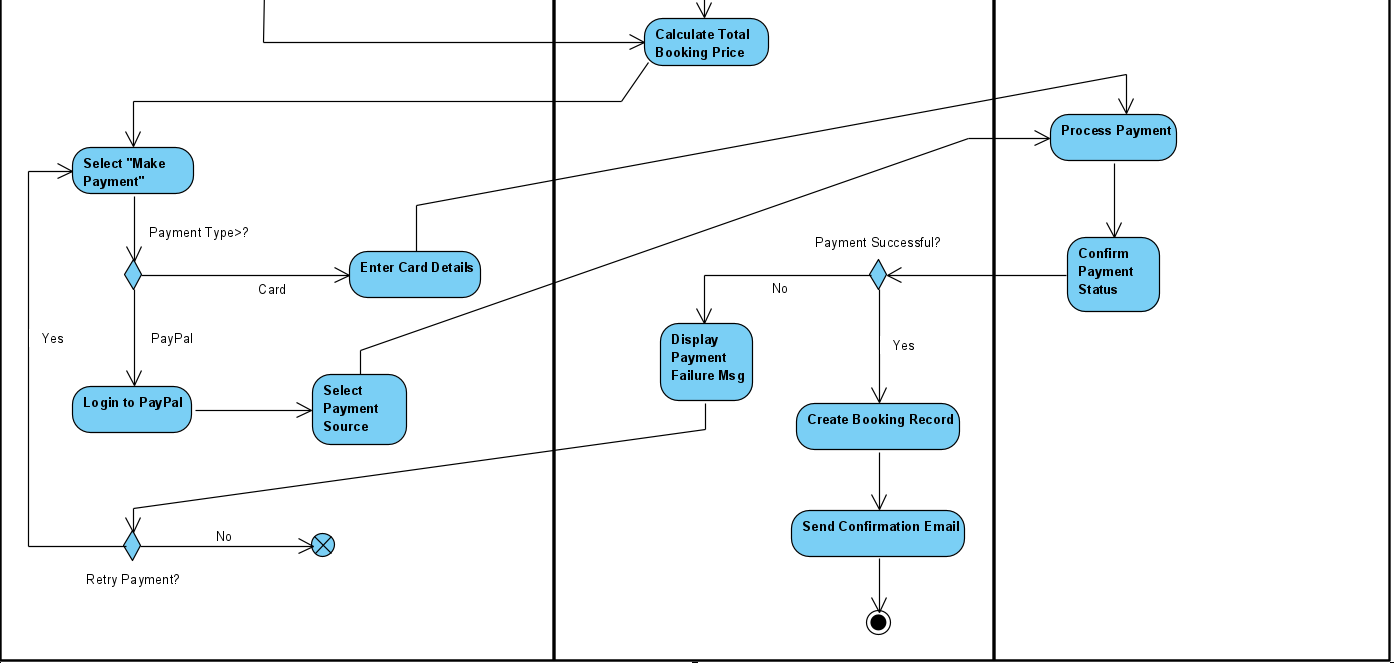 Calculate Total
Booking Price
Process Payment
Select "Make
Payment"
Payment Type>?
Enter Card Details
Card
Payment Successful?
No
Confirm
Payment
Status
Yes
PayPal
Display
Payment
Failure Msg
Yes
Login to PayPal
Select
Payment
Source
Create Booking Record
Send Confirmation Email
No
Retry Payment?